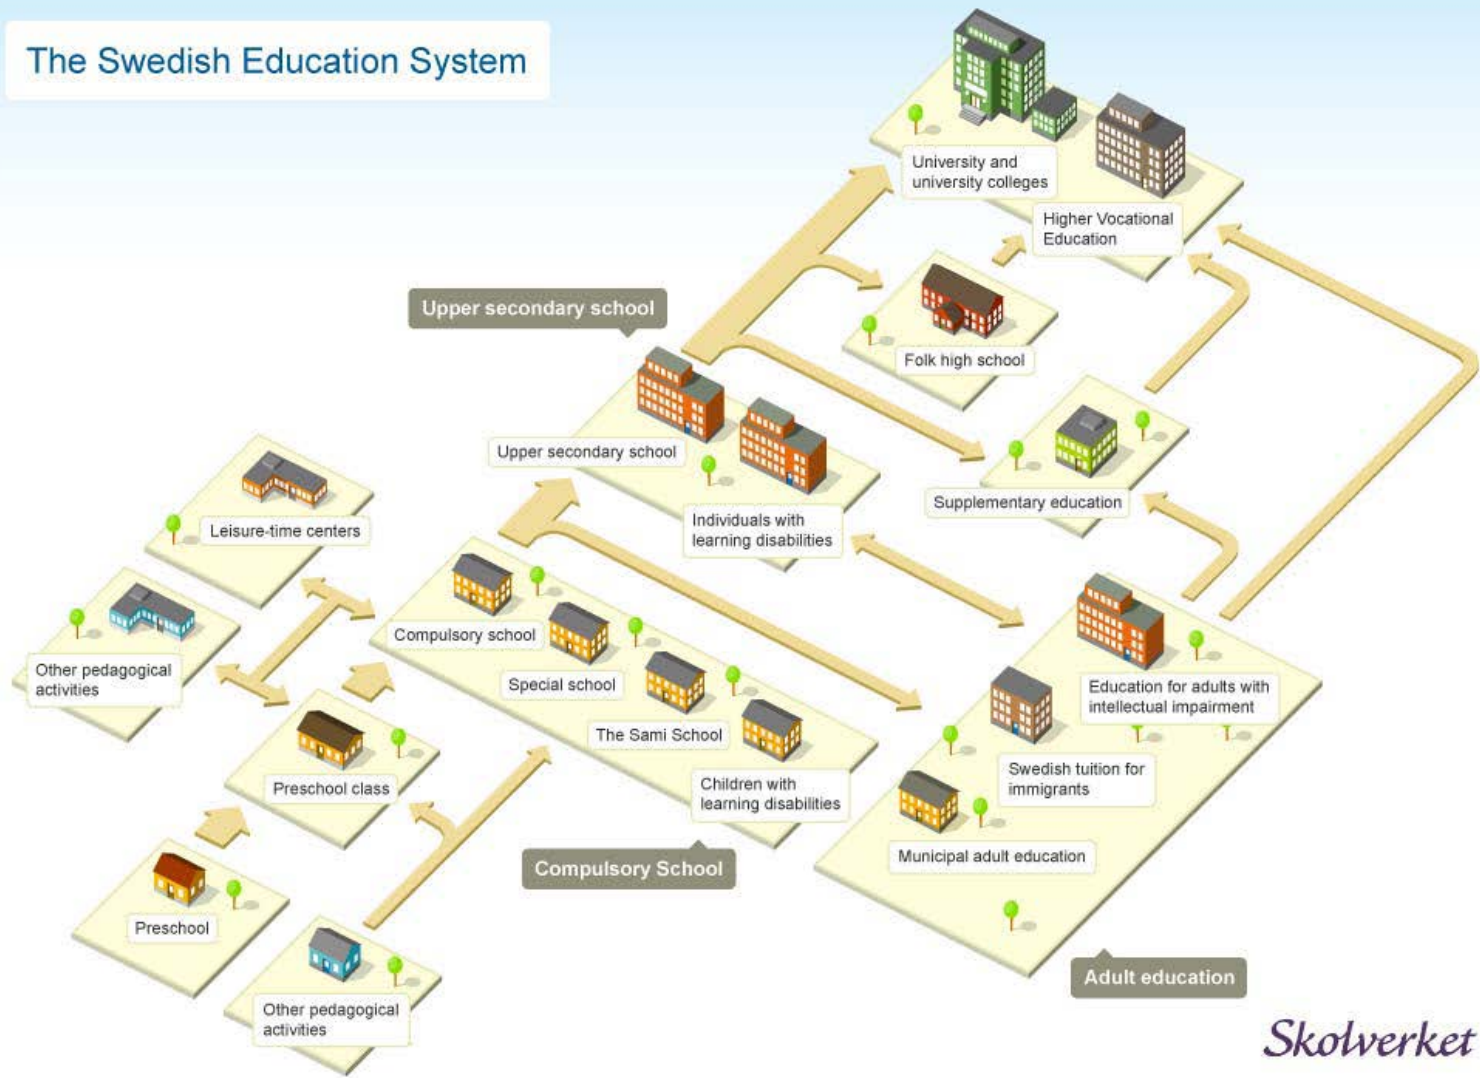 The Swedish Education System
University and
university colleges
Higher Vocational
Education
Upper secondary school
Folk high school
Upper secondary school
Supplementary education
Individuals with
learning disabilities
Leisure-time centers
Compulsory school
Other pedagogical
activities
Special school
Education for adults with
intellectual impairment
The Sami School
Swedish tuition for
immigrants
Preschool class
Children with
learning disabilities
Municipal adult education
Compulsory School
Preschool
Adult education
Other pedagogical
activities
Skolverket